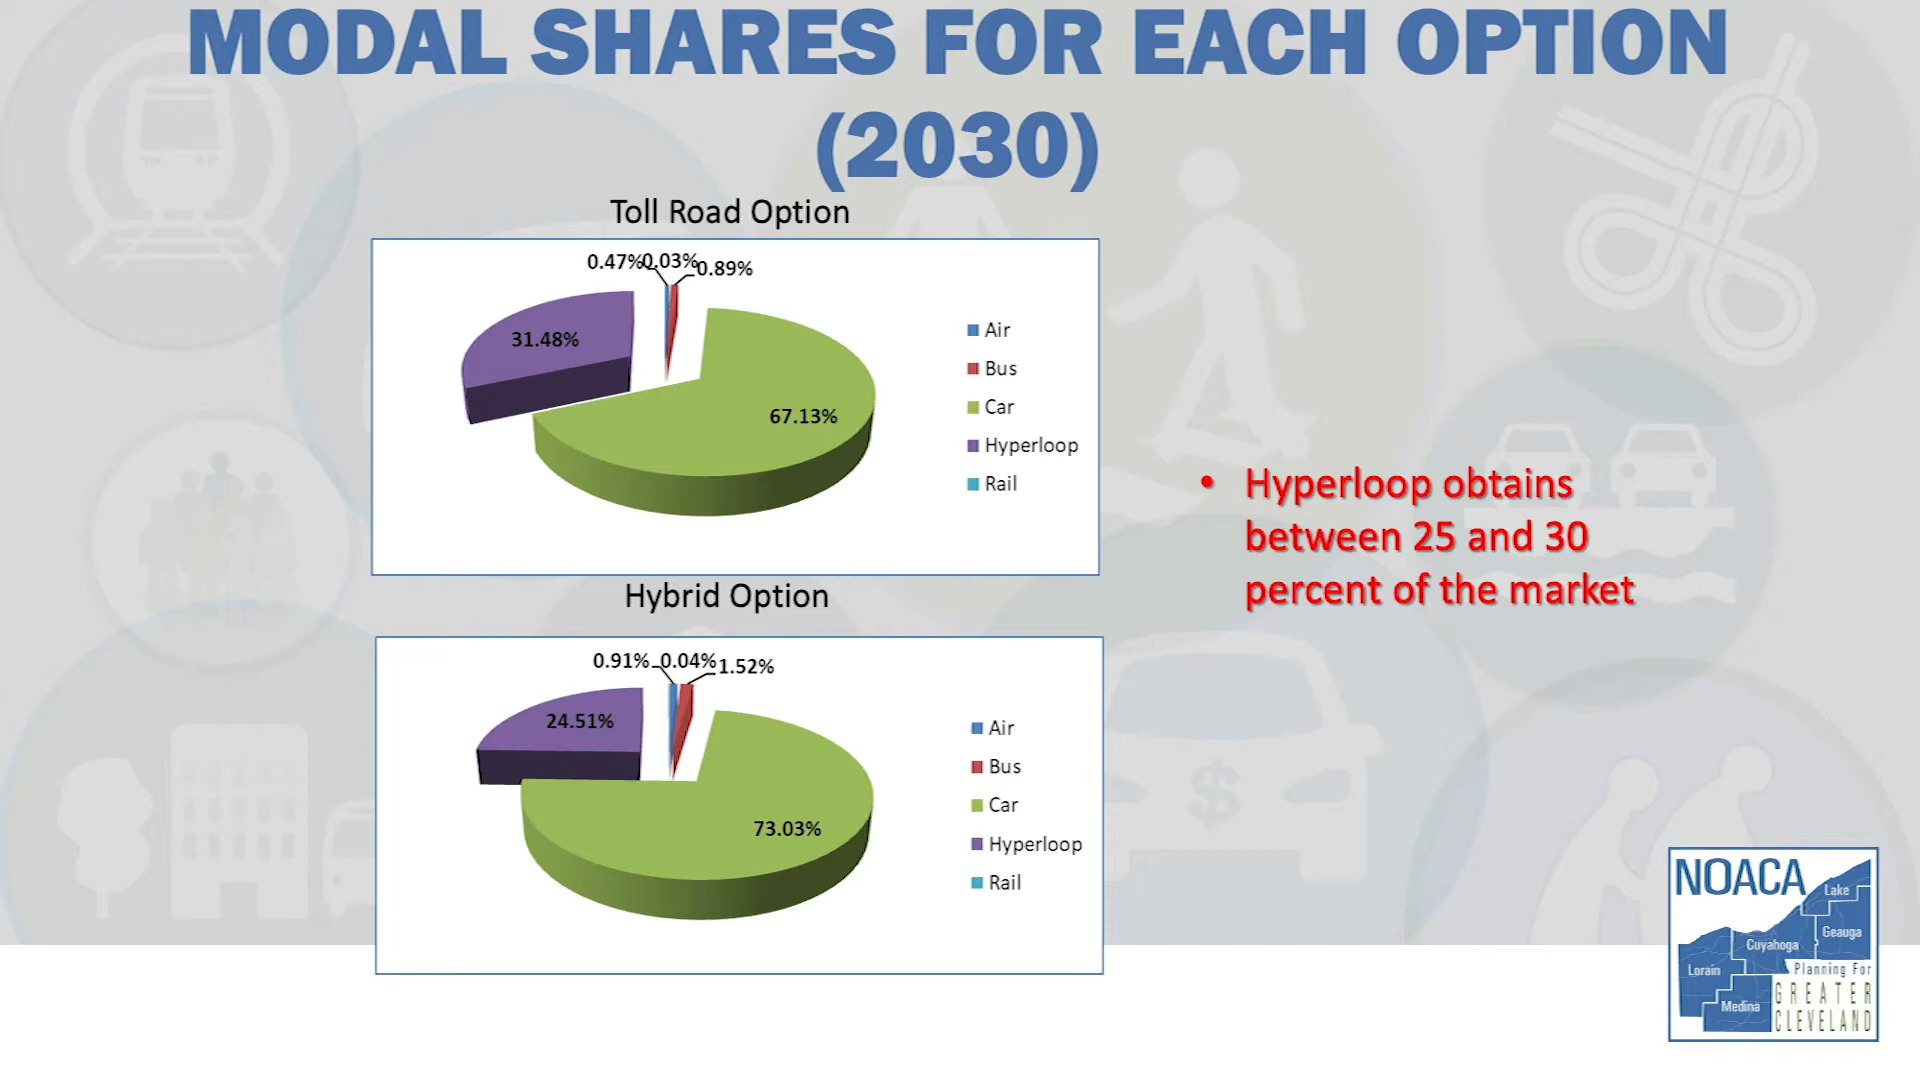 MODAL SHARES FOR EACH OPTION
(2030)
Toll Road Option
0.47% 0.03% 0.89%
31.48%
67.13%
Air
Bus
Car
Hyperloop
Rail
Hybrid Option
0.91% 0.04% 1.52%
24.51%
73.03%
Air
Bus
Car
Hyperloop
Rail
• Hyperloop obtains
between 25 and 30
percent of the market
$
NOACA
Lake
Geauga
Cuyahoga
Lorain
Medina
Planning For
GREATER
CLEVELAND